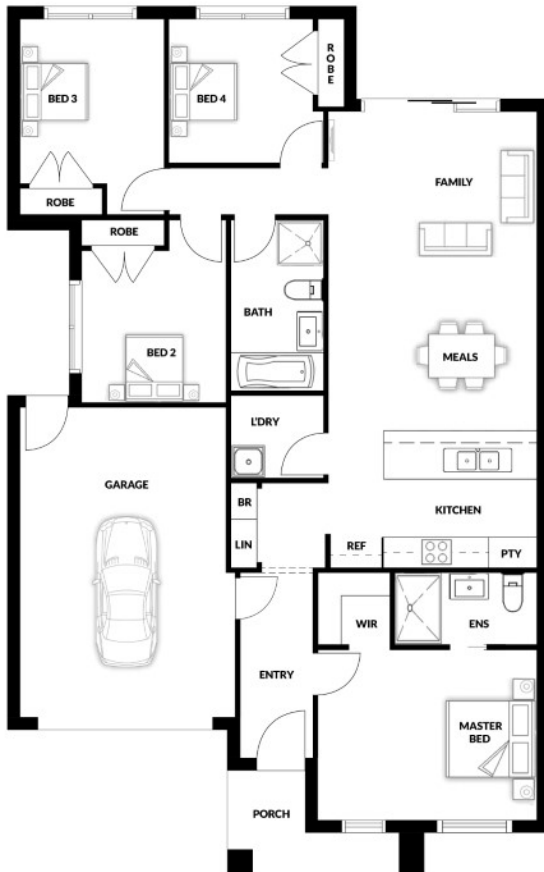 BED 3
BED 4
R
O
B
E
ROBE
FAMILY
ROBE
BATH
BED 2
MEALS
L'DRY
GARAGE
BR
KITCHEN
LIN
REF
PTY
WIR
ENS
ENTRY
MASTER
BED
PORCH